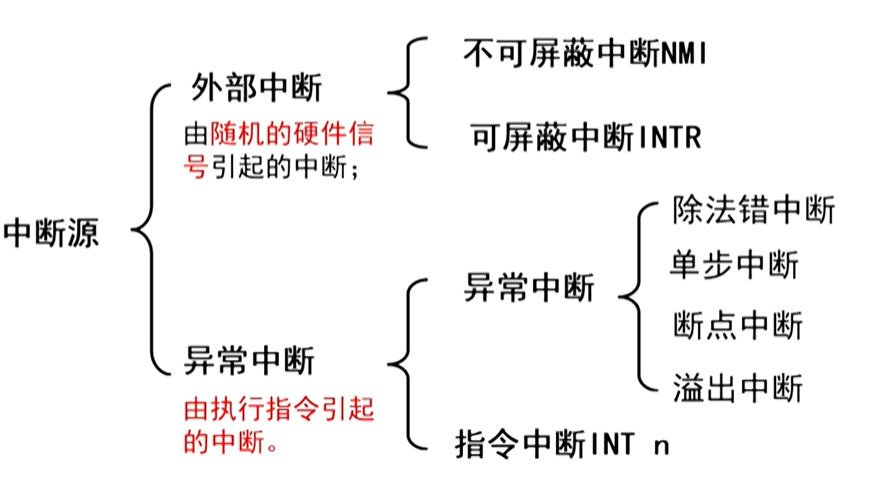 中断源
外部中断
由随机的硬件信
号引起的中断；
不可屏蔽中断NMI
可屏蔽中断INTR
异常中断
由执行指令引起
的中断。
异常中断
除法错中断
单步中断
断点中断
溢出中断
指令中断INT n